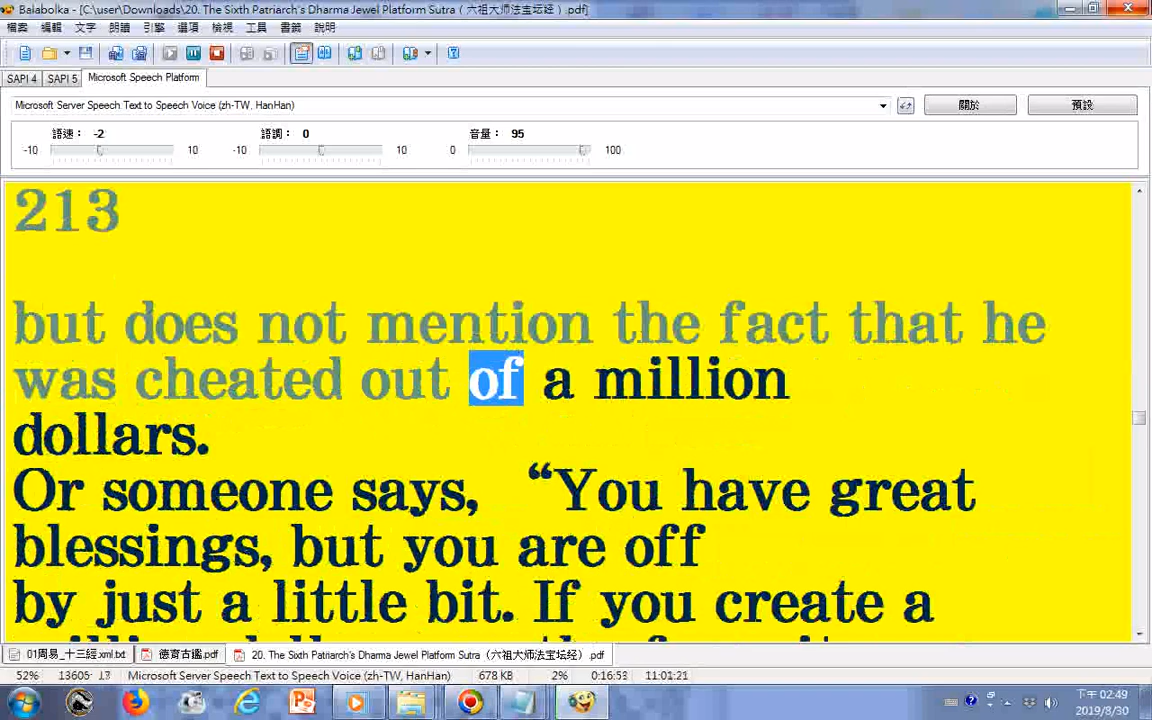 Balabolka - [C:\user\Downloads\20. The Sixth Patriarch's Dharma Jewel Platform Sutra（六祖大师法宝坛经）.pdf]
檔案 編輯 文字 朗讀 引擎 選項 檢視 工具 書籤 說明
SAPI 4 SAPI 5 Microsoft Speech Platform
Microsoft Server Speech Text to Speech Voice (zh-TW, HanHan) 關於 預設
語速： -2 語調： 0 音量： 95
-10 10 -10 10 0 100
213
but does not mention the fact that he
was cheated out of a million
dollars.
Or someone says, “You have great
blessings, but you are off
by just a little bit. If you create a
01周易_十三經.xml.txt 德育古鑑.pdf 20. The Sixth Patriarch's Dharma Jewel Platform Sutra（六祖大师法宝坛经）.pdf
52% 13605 Microsoft Server Speech Text to Speech Voice (zh-TW, HanHan) 678 KB 2% 0:16:53 11:01:21
下午 02:49
2019/8/30